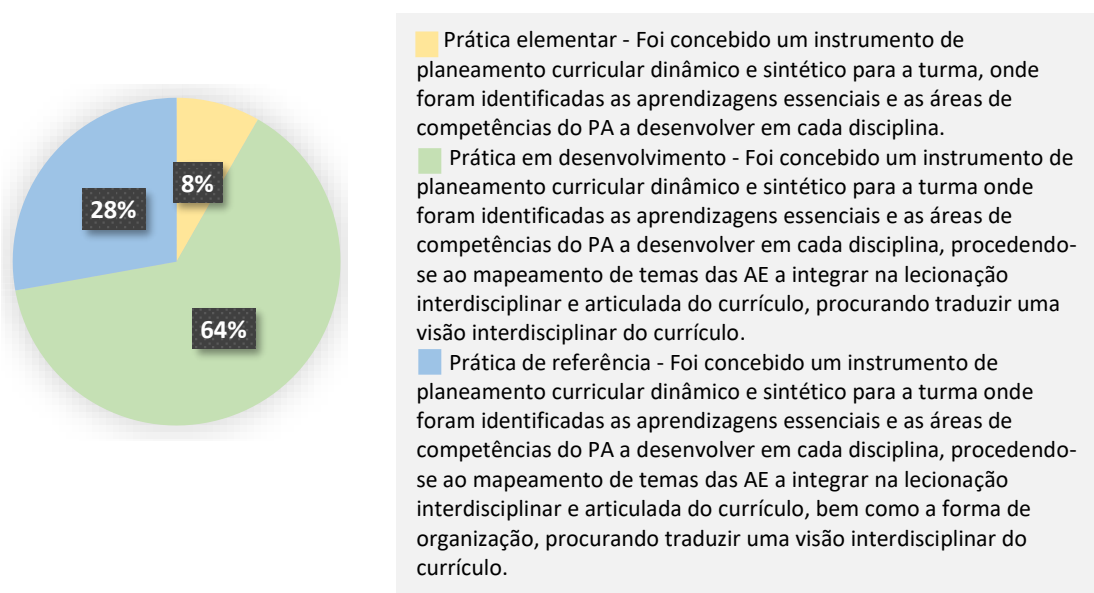 8%
28%
64%
Prática elementar - Foi concebido um instrumento de
planeamento curricular dinâmico e sintético para a turma, onde
foram identificadas as aprendizagens essenciais e as áreas de
competências do PA a desenvolver em cada disciplina.
Prática em desenvolvimento - Foi concebido um instrumento de
planeamento curricular dinâmico e sintético para a turma onde
foram identificadas as aprendizagens essenciais e as áreas de
competências do PA a desenvolver em cada disciplina, procedendo-
se ao mapeamento de temas das AE a integrar na lecionação
interdisciplinar e articulada do currículo, procurando traduzir uma
visão interdisciplinar do currículo.
Prática de referência - Foi concebido um instrumento de
planeamento curricular dinâmico e sintético para a turma onde
foram identificadas as aprendizagens essenciais e as áreas de
competências do PA a desenvolver em cada disciplina, procedendo-
se ao mapeamento de temas das AE a integrar na lecionação
interdisciplinar e articulada do currículo, bem como a forma de
organização, procurando traduzir uma visão interdisciplinar do
currículo.